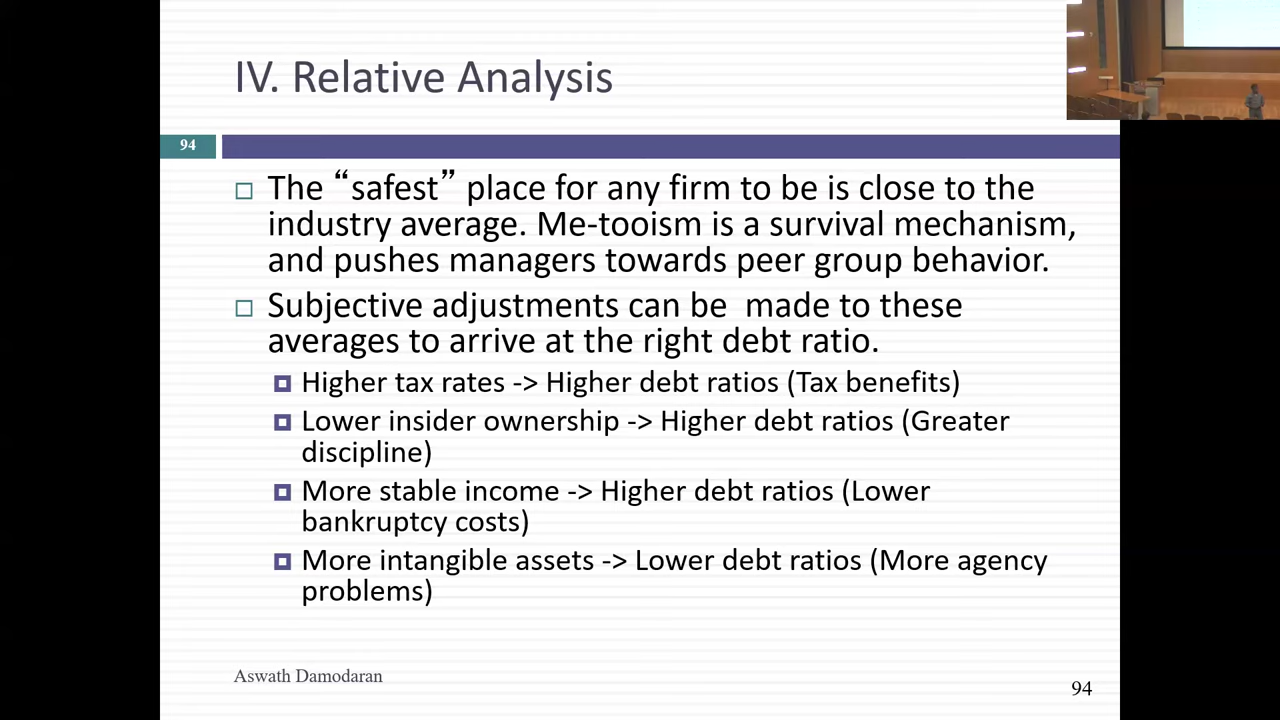 IV. Relative Analysis
94
The “safest” place for any firm to be is close to the
industry average. Me-tooism is a survival mechanism,
and pushes managers towards peer group behavior.
Subjective adjustments can be  made to these
averages to arrive at the right debt ratio.
Higher tax rates -> Higher debt ratios (Tax benefits)
Lower insider ownership -> Higher debt ratios (Greater
discipline)
More stable income -> Higher debt ratios (Lower
bankruptcy costs)
More intangible assets -> Lower debt ratios (More agency
problems)
Aswath Damodaran
94